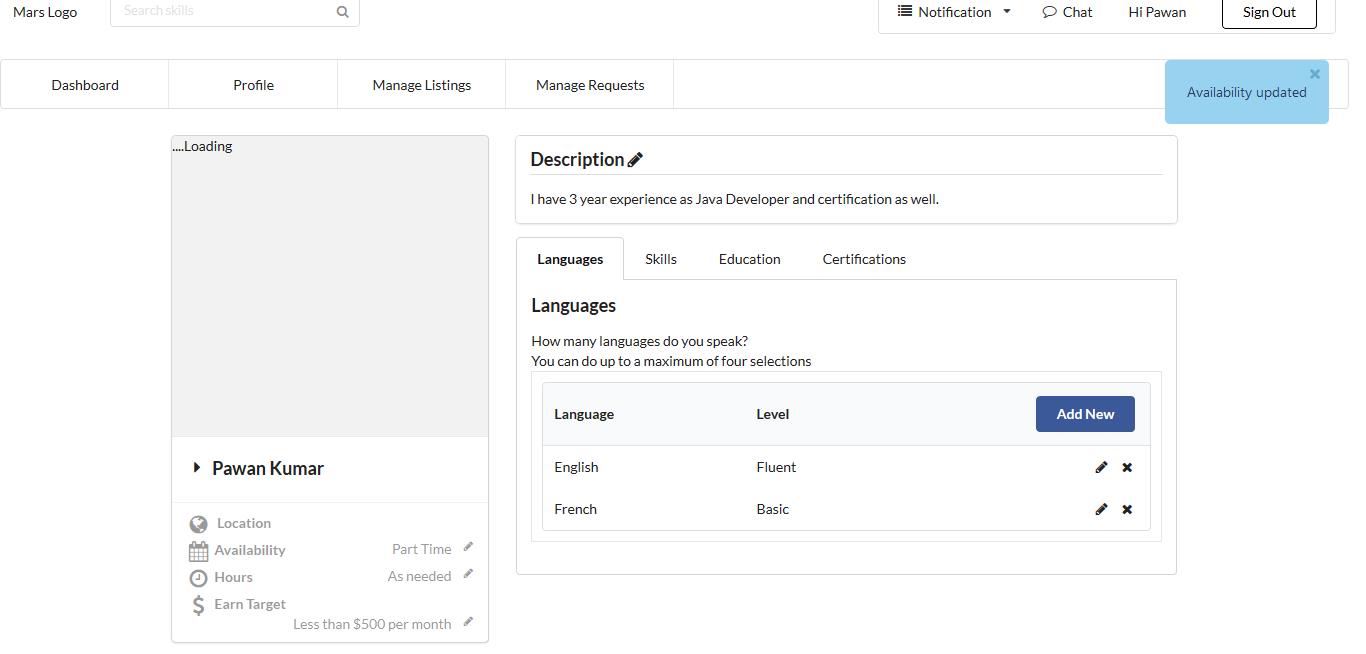 Mars Logo
Search skills
Notification
Chat
Hi Pawan
Sign Out
Dashboard
Profile
Manage Listings
Manage Requests
Availability updated
....Loading
Pawan Kumar
Location
Availability Part Time
Hours As needed
Earn Target
Less than $500 per month
Description
I have 3 year experience as Java Developer and certification as well.
Languages Skills Education Certifications
Languages
How many languages do you speak?
You can do up to a maximum of four selections
Language Level Add New
English Fluent
French Basic